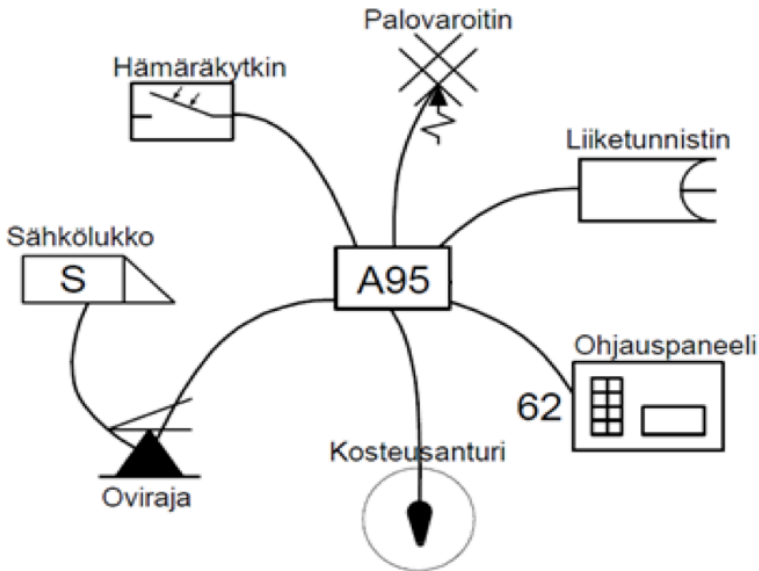 Palovaroitin
Hämäräkytkin
Liiketunnistin
Sähkölukko
S
A95
Ohjauspaneeli
62
Kosteusanturi
Oviraja